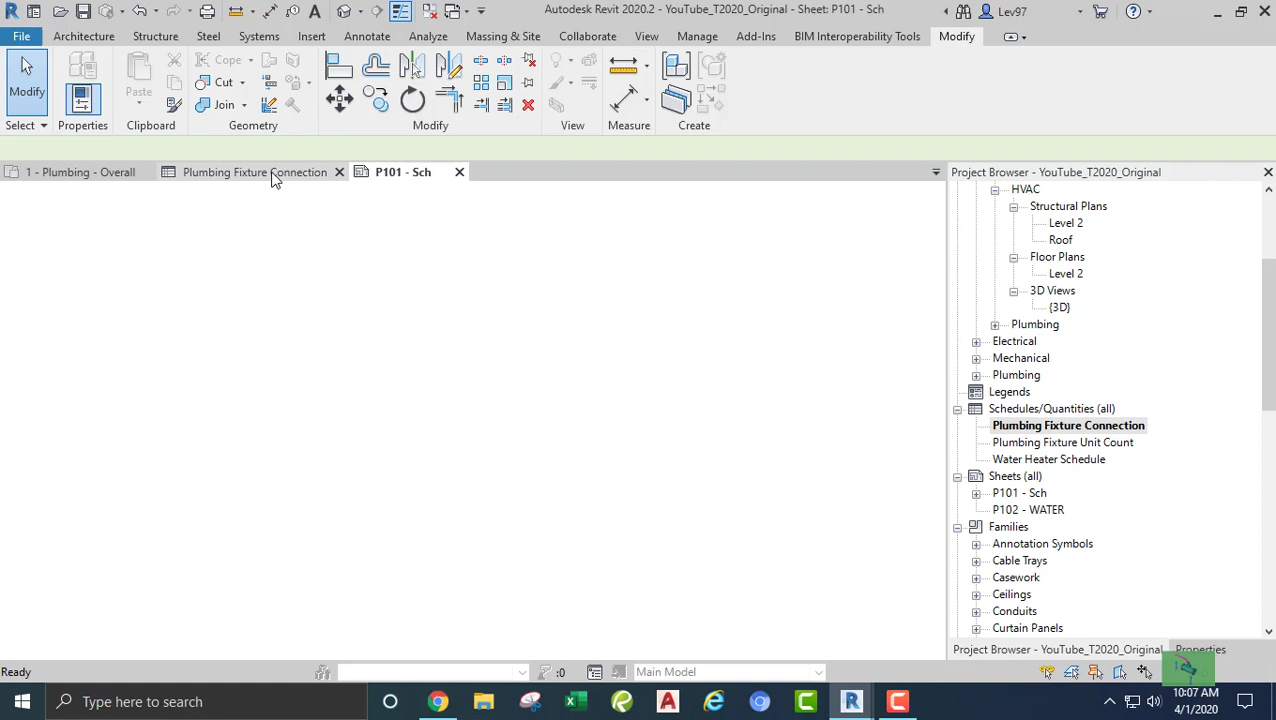 Autodesk Revit 2020.2 - YouTube_T2020_Original - Sheet: P101 - Sch
Lev97
File
Architecture
Structure
Steel
Systems
Insert
Annotate
Analyze
Massing & Site
Collaborate
View
Manage
Add-Ins
BIM Interoperability Tools
Modify
Modify
Paste
Cope
Cut
Join
Select
Properties
Clipboard
Geometry
Modify
View
Measure
Create
1 - Plumbing - Overall
Plumbing Fixture Connection
P101 - Sch
Project Browser - YouTube_T2020_Original
HVAC
Structural Plans
Level 2
Roof
Floor Plans
Level 2
3D Views
{3D}
Plumbing
Electrical
Mechanical
Plumbing
Legends
Schedules/Quantities (all)
Plumbing Fixture Connection
Plumbing Fixture Unit Count
Water Heater Schedule
Sheets (all)
P101 - Sch
P102 - WATER
Families
Annotation Symbols
Cable Trays
Casework
Ceilings
Conduits
Curtain Panels
Project Browser - YouTube_T2020_Original
Properties
Ready
:0
Main Model
Type here to search
10:07 AM
4/1/2020